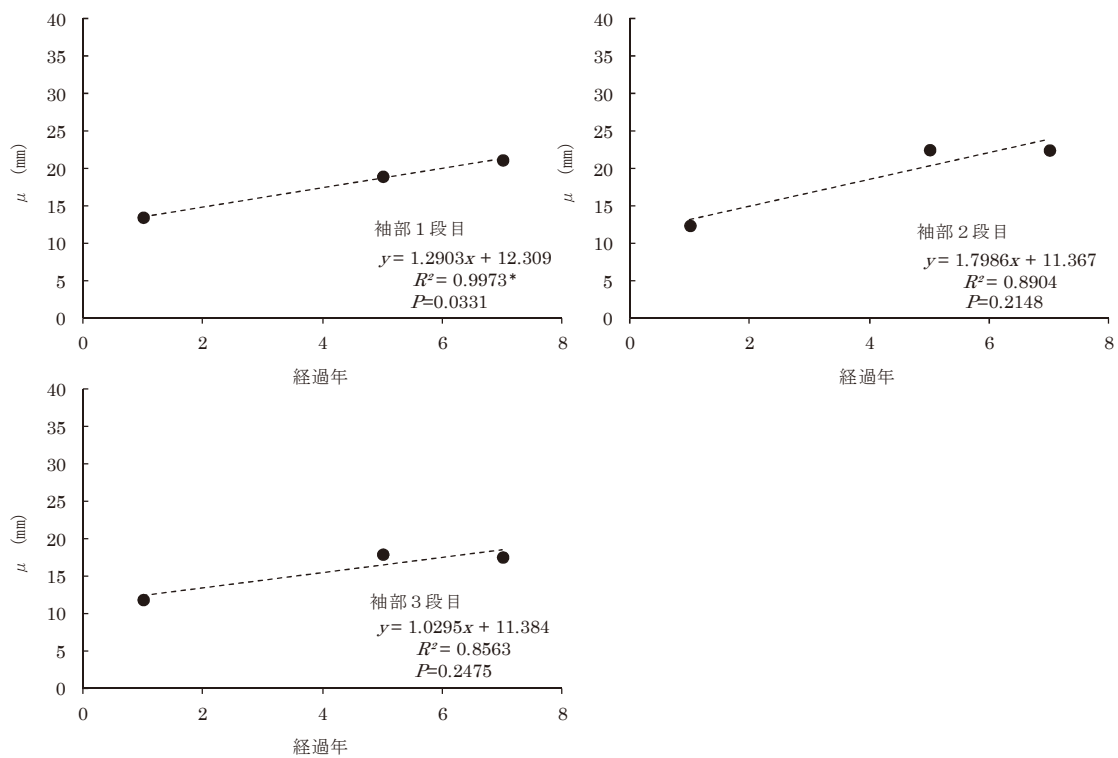 40
35
30
25
20
15
10
5
0
μ (mm)
0 2 4 6 8
経過年
袖部１段目
y = 1.2903x + 12.309
R² = 0.9973*
P=0.0331
40
35
30
25
20
15
10
5
0
μ (mm)
0 2 4 6 8
経過年
袖部２段目
y = 1.7986x + 11.367
R² = 0.8904
P=0.2148
40
35
30
25
20
15
10
5
0
μ (mm)
0 2 4 6 8
経過年
袖部３段目
y = 1.0295x + 11.384
R² = 0.8563
P=0.2475